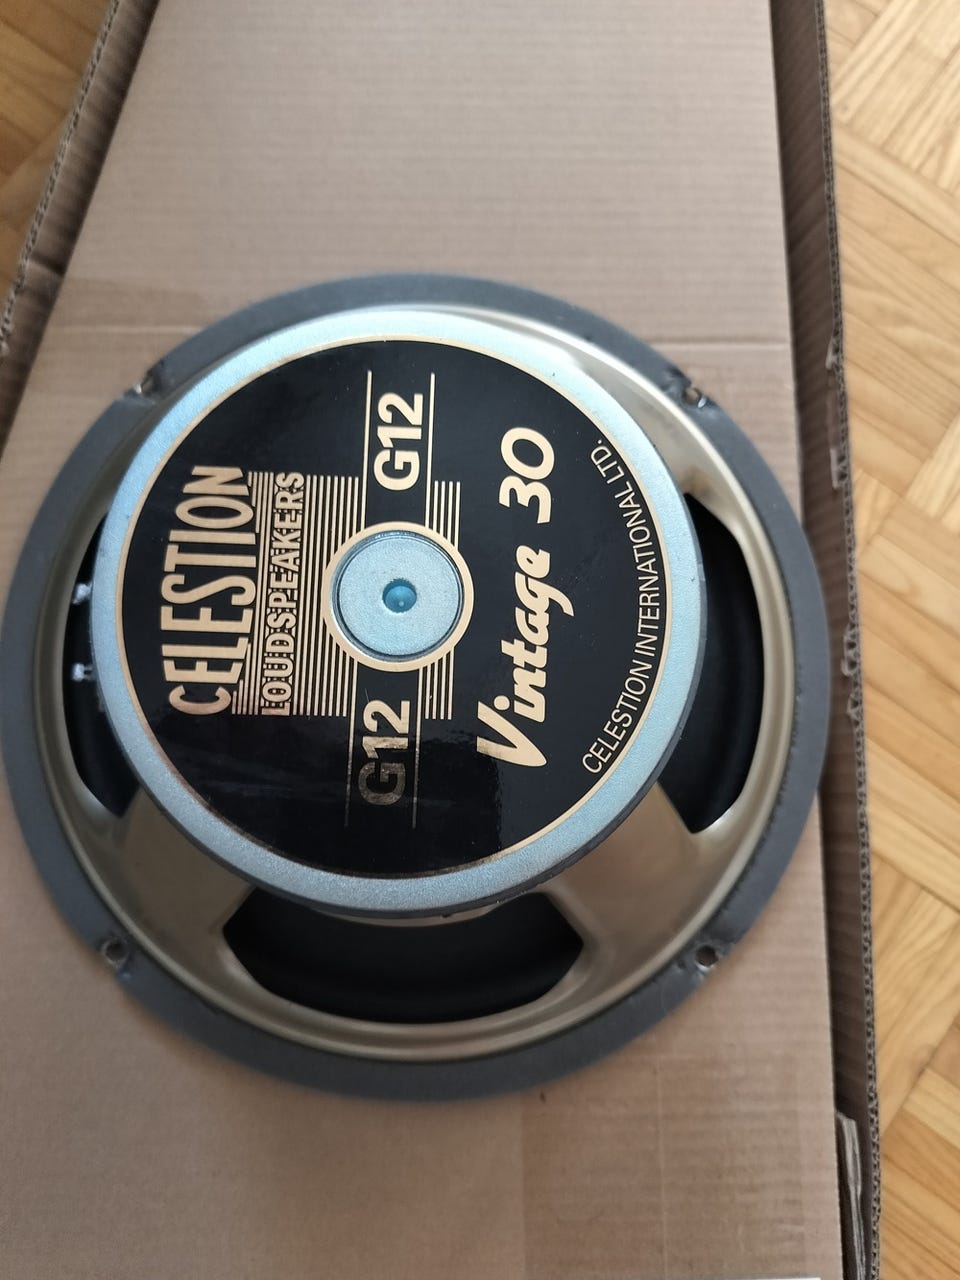 CELESTION
LOUDSPEAKERS
G12 G12
Vintage 30
CELESTION INTERNATIONAL LTD.